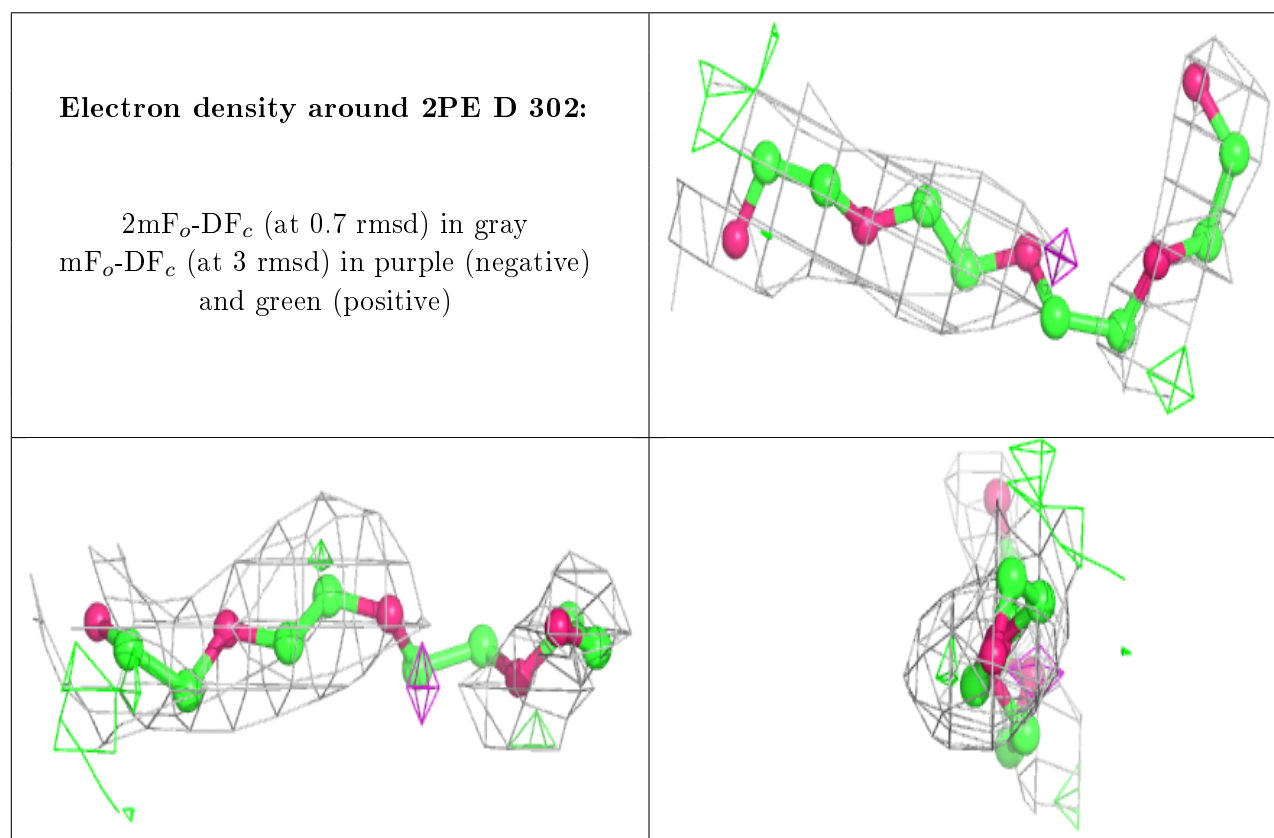 Electron density around 2PE D 302:
2mFₒ-DF𝒸 (at 0.7 rmsd) in gray
mFₒ-DF𝒸 (at 3 rmsd) in purple (negative)
and green (positive)